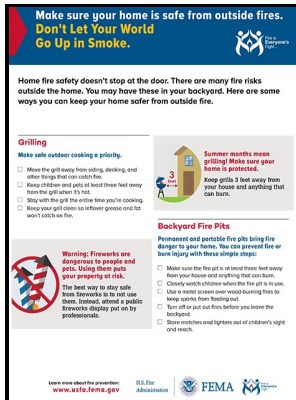 Make sure your home is safe from outside fires.
Don't Let Your World
Go Up in Smoke.
Fire is
Everyone's
Fight.
Home fire safety doesn't stop at the door. There are many fire risks
outside the home. You may have these in your backyard. Here are some
ways you can keep your home safer from outside fire.
Grilling
Make safe outdoor cooking a priority.
Move the grill away from siding, decking, and
other things that can catch fire.
Keep children and pets at least three feet away
from the grill when it's hot.
Stay with the grill the entire time you're cooking.
Keep your grill clean so leftover grease and fat
won't catch on fire.
3
feet
Summer months mean
grilling! Make sure your
home is protected.
Keep grills 3 feet away from
your house and anything that
can burn.
Warning: Fireworks are
dangerous to people and
pets. Using them puts
your property at risk.
The best way to stay safe
from fireworks is to not use
them. Instead, attend a public
fireworks display put on by
professionals.
Backyard Fire Pits
Permanent and portable fire pits bring fire
danger to your home. You can prevent fire or
burn injury with these simple steps:
Make sure the fire pit is at least three feet away
from your house and anything that can burn.
Closely watch children when the fire pit is in use.
Use a metal screen over wood-burning fires to
keep sparks from floating out.
Turn off or put out fires before you leave the
backyard.
Store matches and lighters out of children's sight
and reach.
Learn more about fire prevention:
www.usfa.fema.gov
U.S. Fire
Administration
FEMA